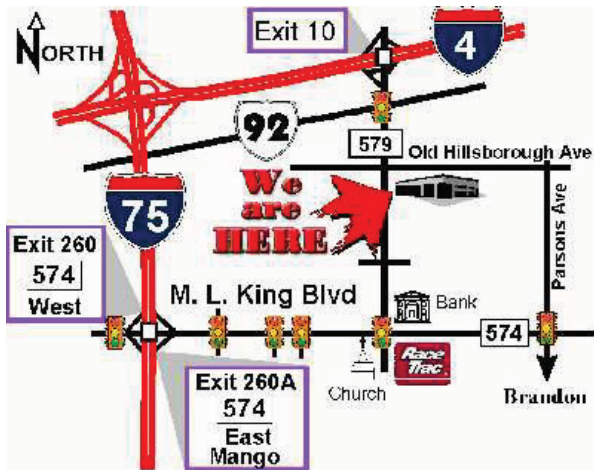 NORTH
Exit 10
4
92
579
Old Hillsborough Ave
We
are
HERE
75
Parsons Ave
Exit 260
574
West
M. L. King Blvd
Bank
574
Race
Trac
Church
Exit 260A
574
East
Mango
Brandon